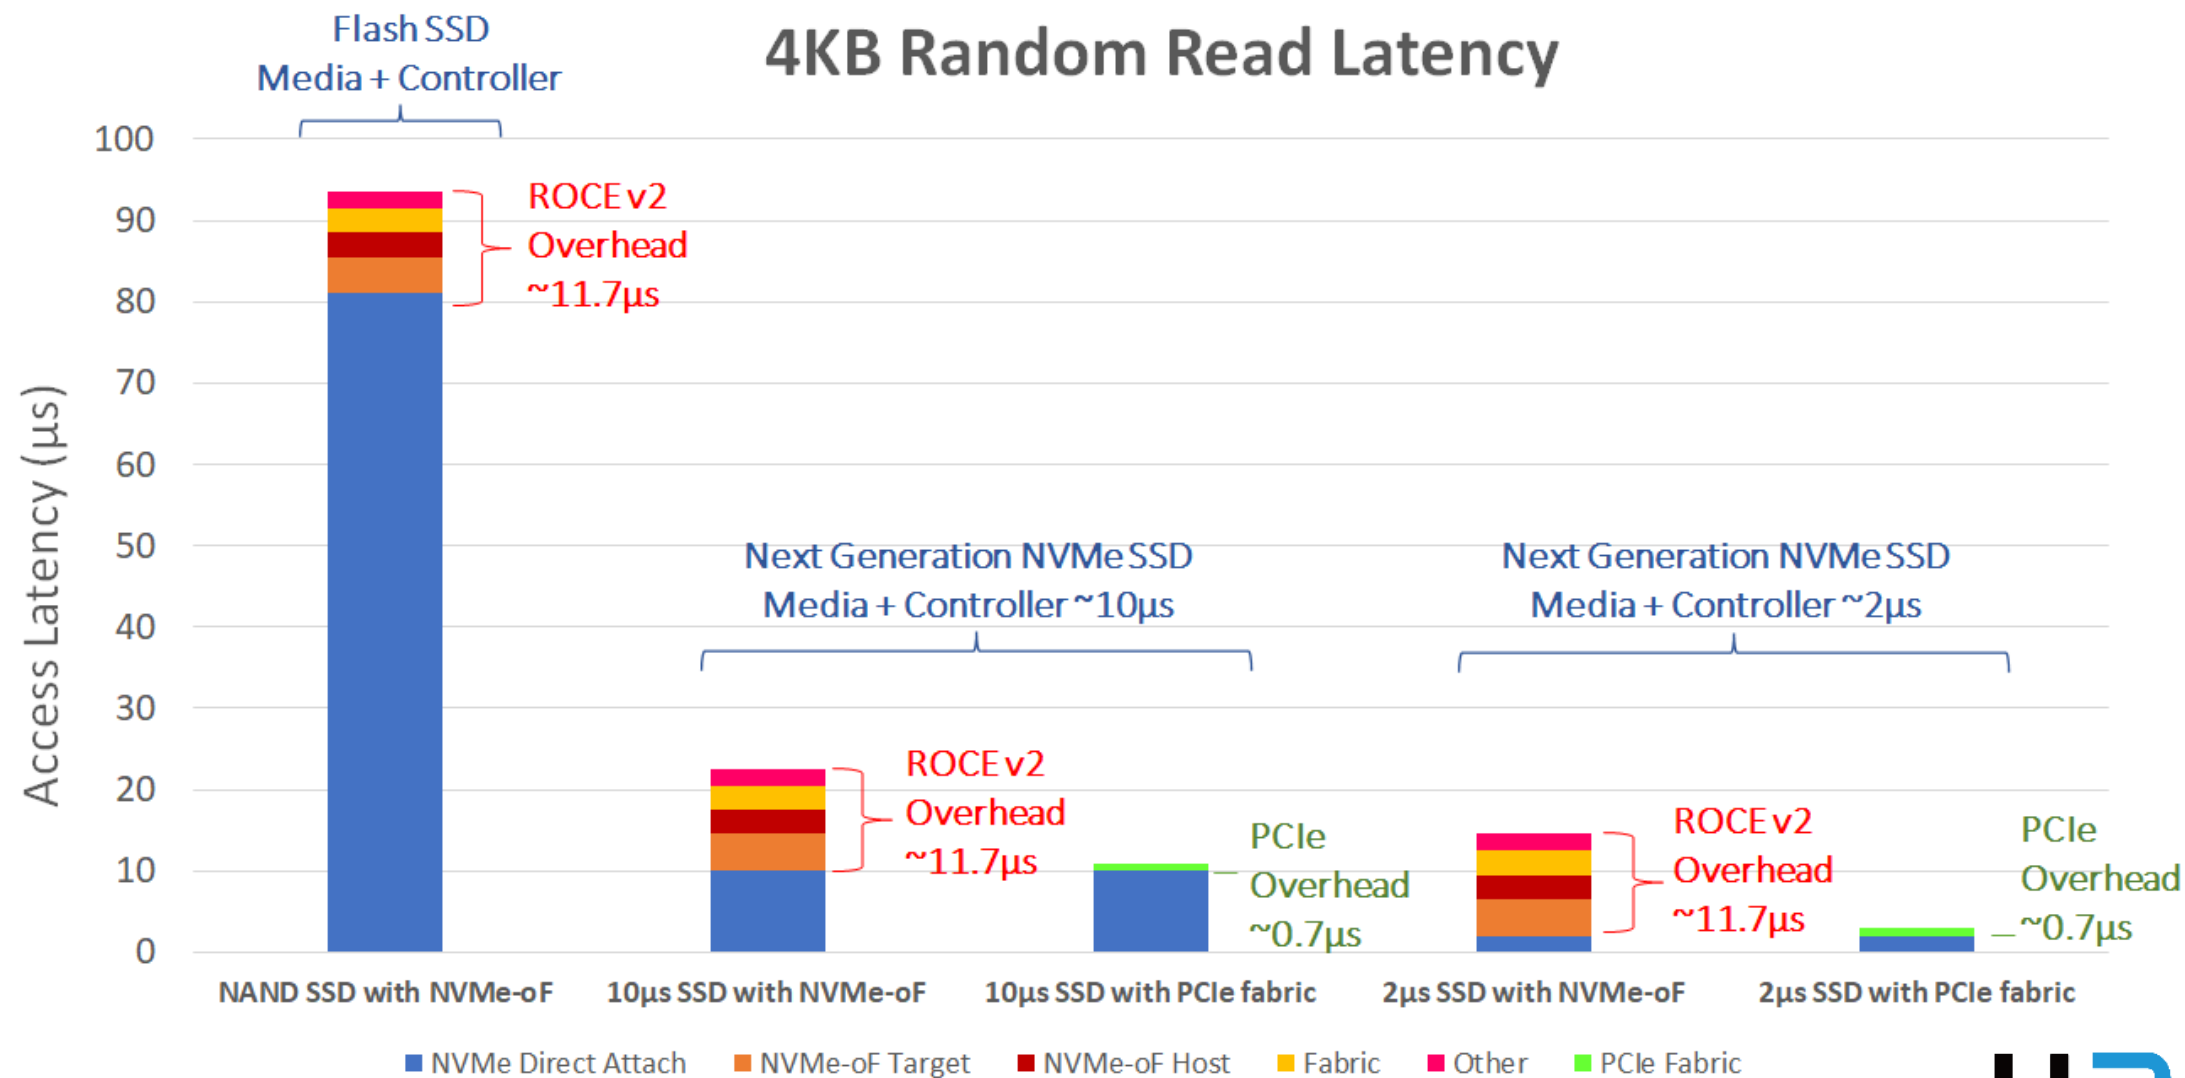 Flash SSD
Media + Controller
4KB Random Read Latency
100
90
80
70
60
50
40
30
20
10
0
Access Latency (µs)
ROCE v2
Overhead
~11.7µs
Next Generation NVMe SSD
Media + Controller ~10µs
Next Generation NVMe SSD
Media + Controller ~2µs
ROCE v2
Overhead
~11.7µs
PCIe
Overhead
~0.7µs
ROCE v2
Overhead
~11.7µs
PCIe
Overhead
~0.7µs
NAND SSD with NVMe-oF
10µs SSD with NVMe-oF
10µs SSD with PCIe fabric
2µs SSD with NVMe-oF
2µs SSD with PCIe fabric
NVMe Direct Attach
NVMe-oF Target
NVMe-oF Host
Fabric
Other
PCIe Fabric